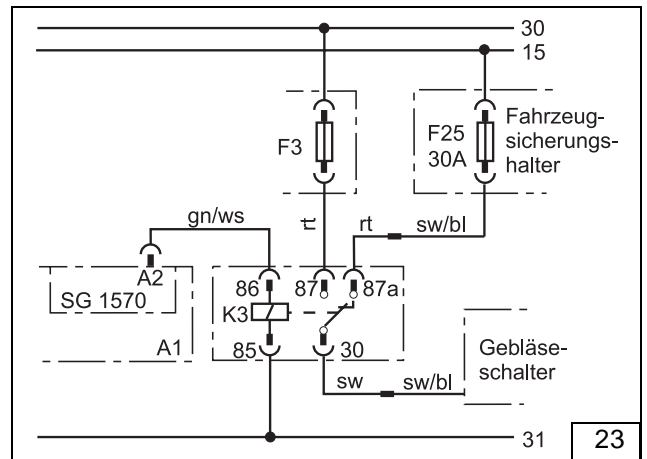 30
15
F3
F25
30A
Fahrzeug-
sicherungs-
halter
gn/ws
rt
rt
sw/bl
A2
SG 1570
A1
86
87
87a
K3
85
30
sw
sw/bl
Gebläse-
schalter
31
23